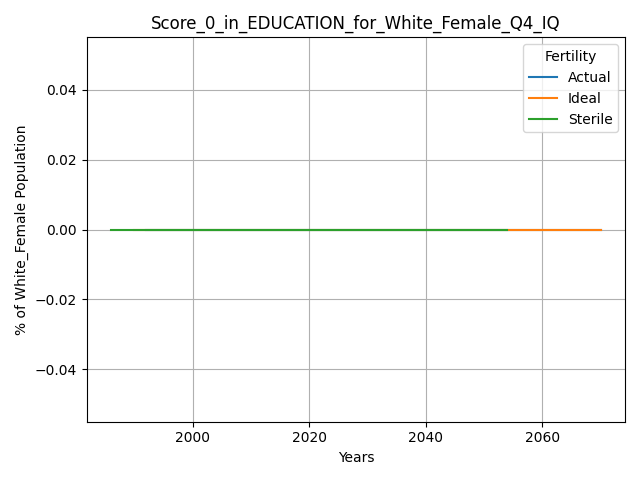 Score_0_in_EDUCATION_for_White_Female_Q4_IQ
Fertility
Actual
Ideal
Sterile
% of White_Female Population
0.04
0.02
0.00
−0.02
−0.04
2000
2020
2040
2060
Years